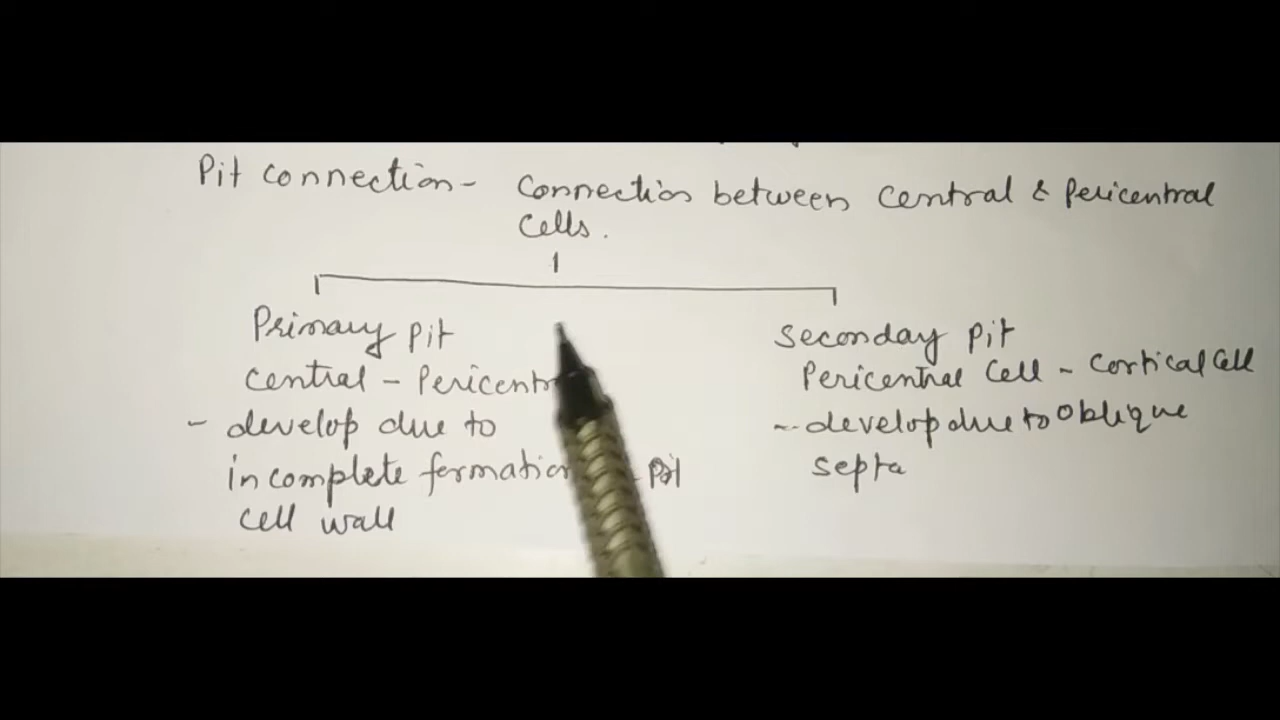 Pit connection - Connection between central & Pericentral
cells.
Primary Pit
central - Pericentr
- develop due to
incomplete formation
cell wall
Seconday Pit
Pericentral Cell - Cortical Cell
- develop due to Oblique
septa